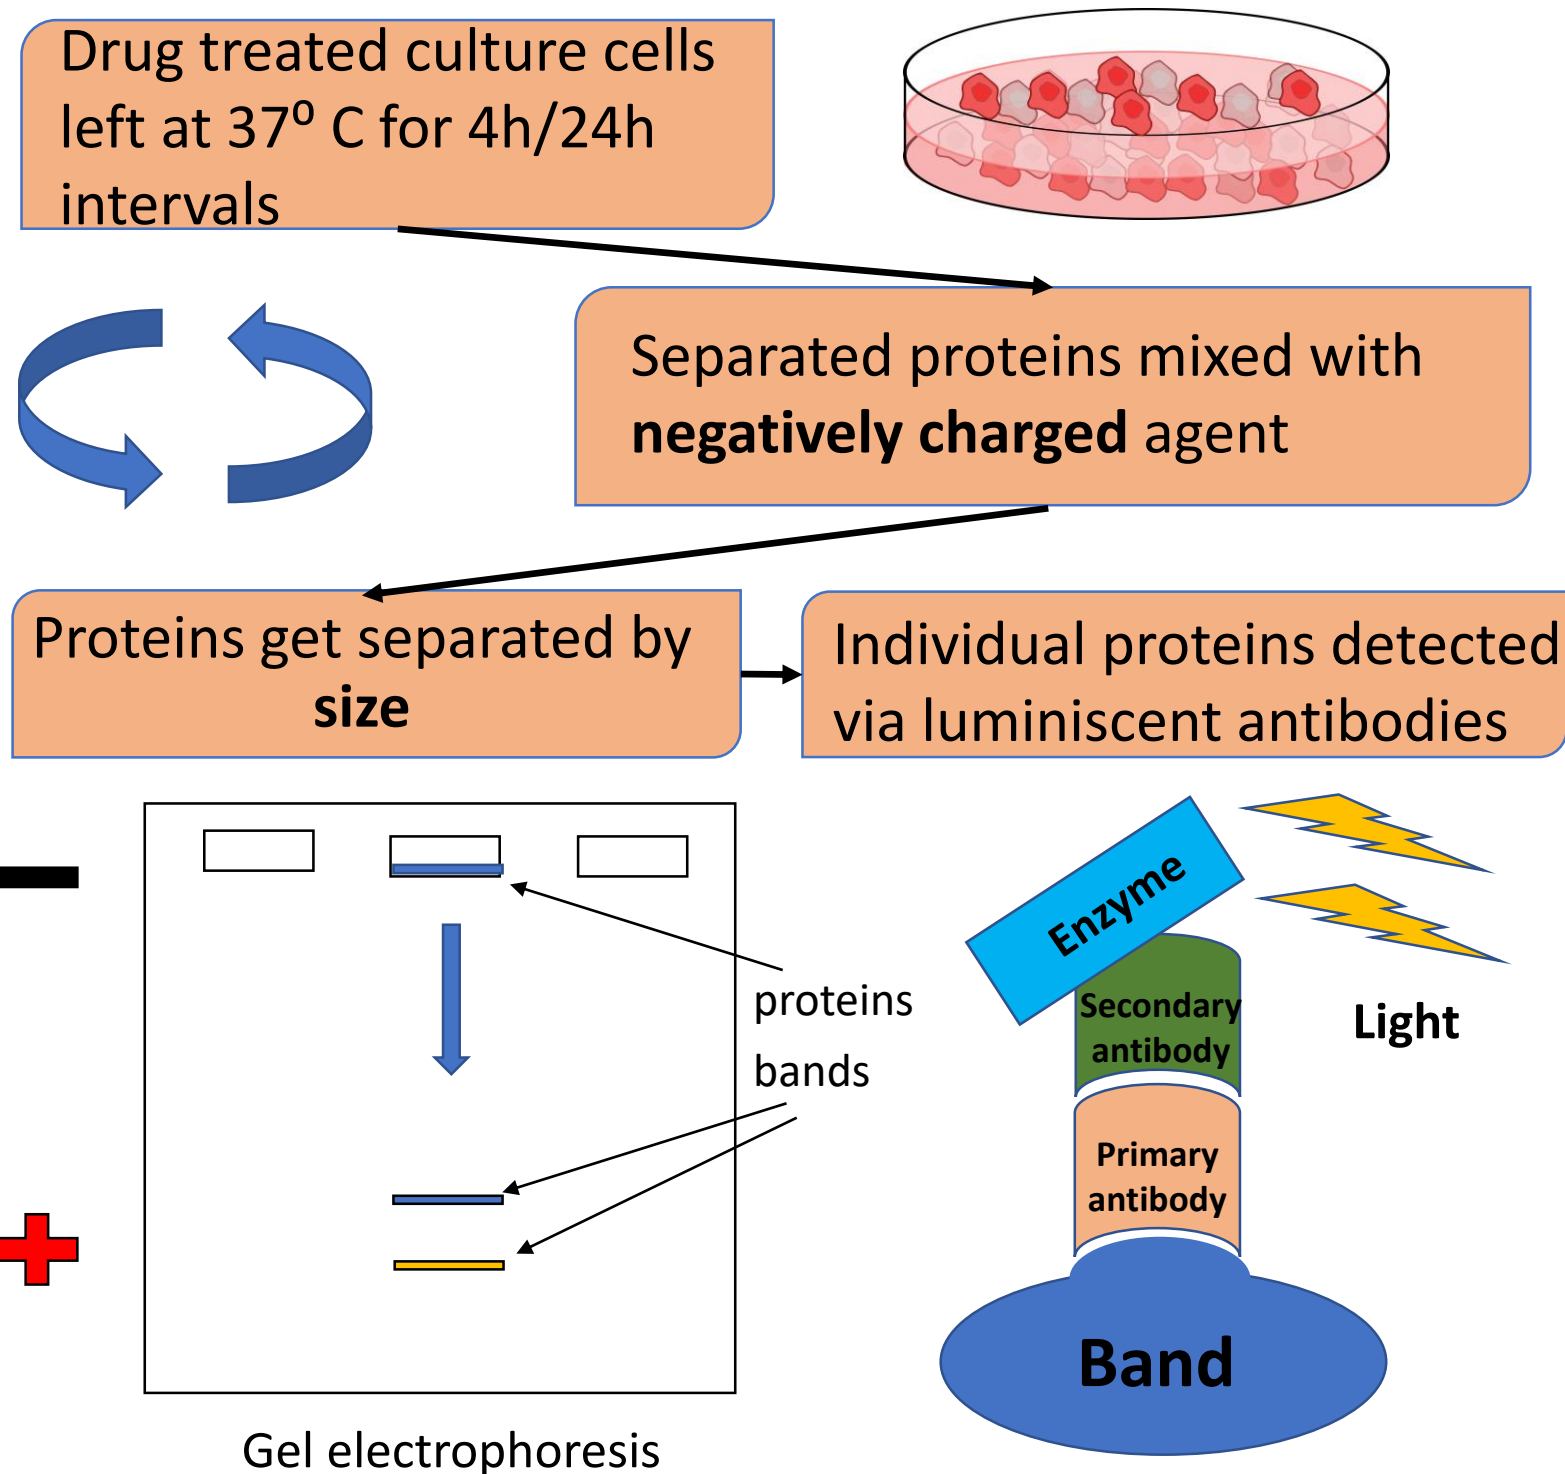 Drug treated culture cells
left at 37⁰ C for 4h/24h
intervals
Separated proteins mixed with
negatively charged agent
Proteins get separated by
size
Individual proteins detected
via luminiscent antibodies
proteins
bands
Gel electrophoresis
Enzyme
Light
Secondary
antibody
Primary
antibody
Band